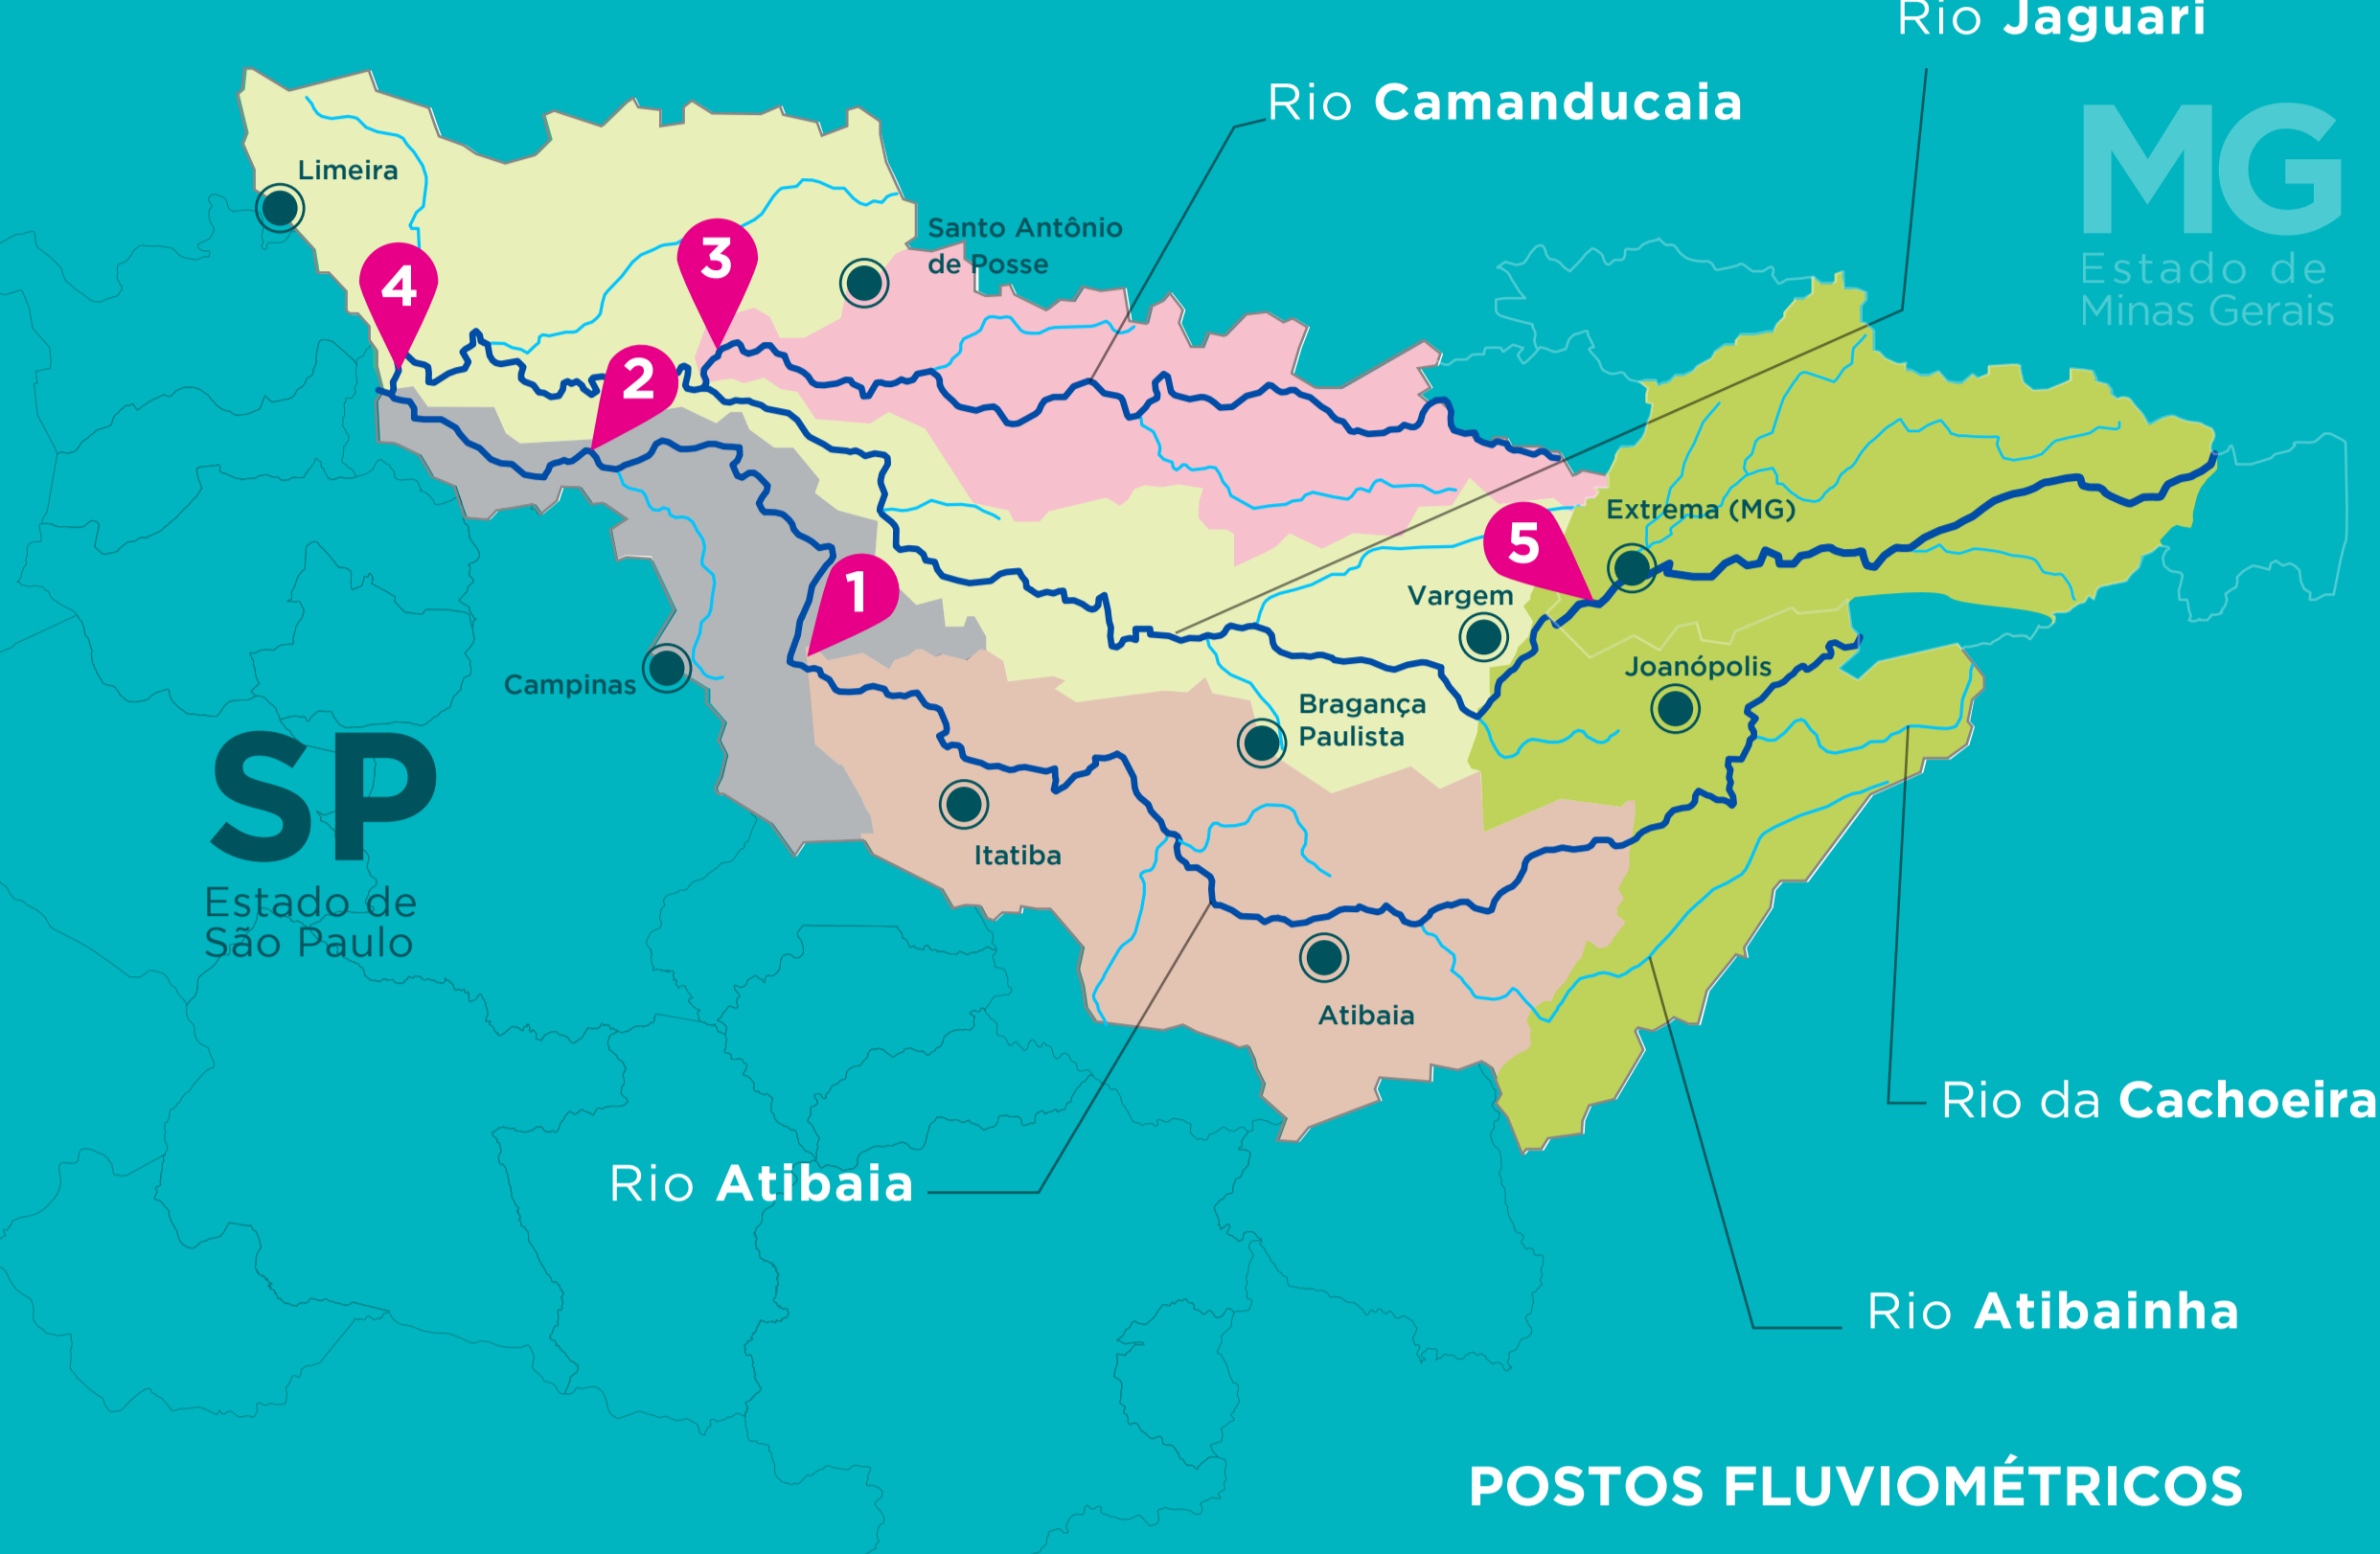 Rio Jaguari
Rio Camanducaia
MG
Estado de
Minas Gerais
Limeira
Santo Antônio
de Posse
3
4
2
Extrema (MG)
5
1
Vargem
Joanópolis
Campinas
Bragança
Paulista
SP
Itatiba
Estado de
São Paulo
Atibaia
Rio da Cachoeira
Rio Atibaia
Rio Atibainha
POSTOS FLUVIOMÉTRICOS